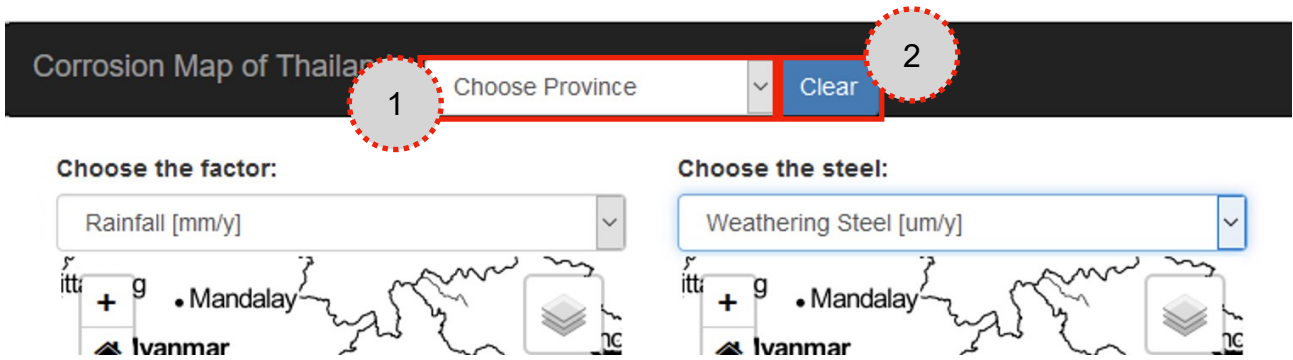 2
Corrosion Map of Thailan
1
Choose Province
Clear
Choose the factor:
Choose the steel:
Rainfall [mm/y]
Weathering Steel [um/y]
+
Mandalay
+
Mandalay